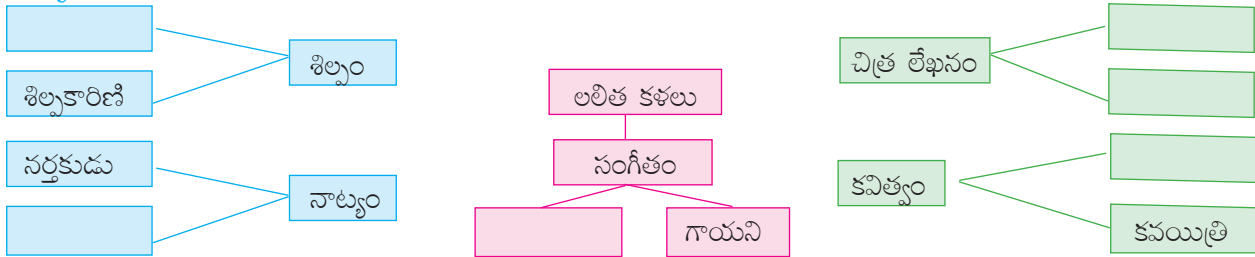 శిల్పం
శిల్పకారిణి
నర్తకుడు
నాట్యం
లలిత కళలు
సంగీతం
గాయని
చిత్ర లేఖనం
కవిత్వం
కవయిత్రి